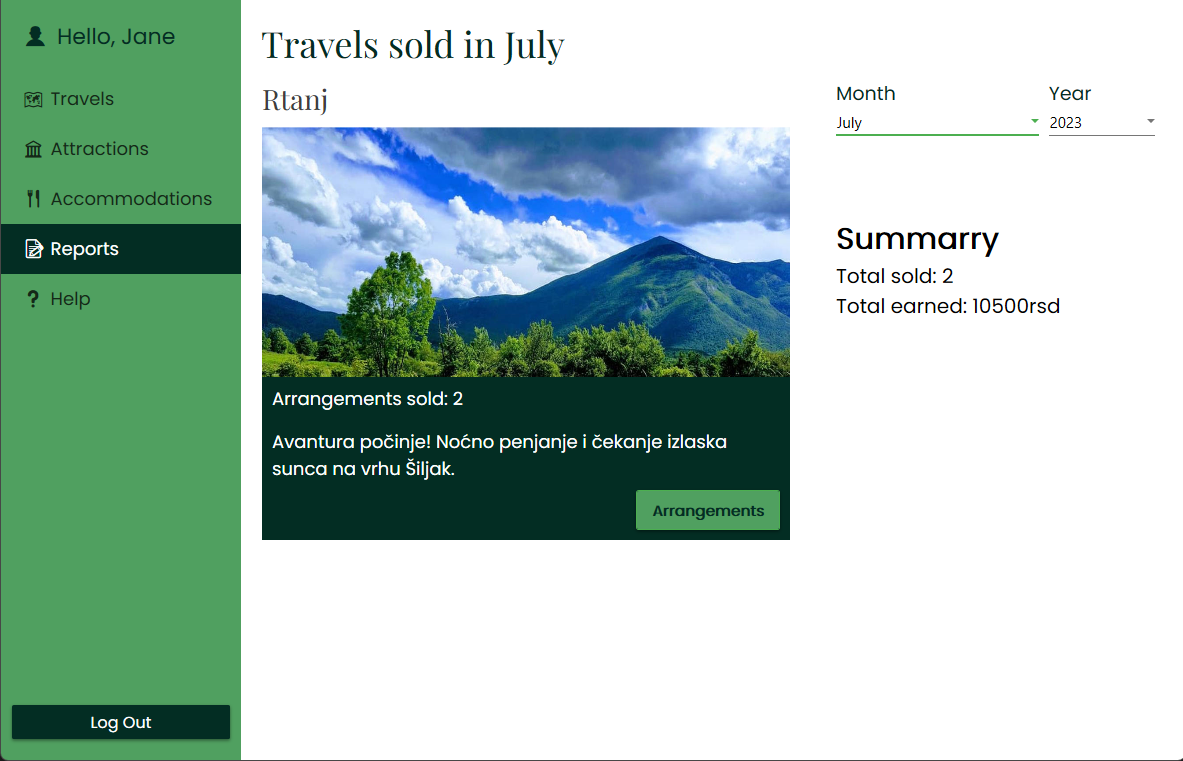 Hello, Jane
Travels
Attractions
Accommodations
Reports
Help
Log Out
Travels sold in July
Rtanj
Arrangements sold: 2
Avantura počinje! Noćno penjanje i čekanje izlaska
sunca na vrhu Šiljak.
Arrangements
Month
Year
July
2023
Summarry
Total sold: 2
Total earned: 10500rsd